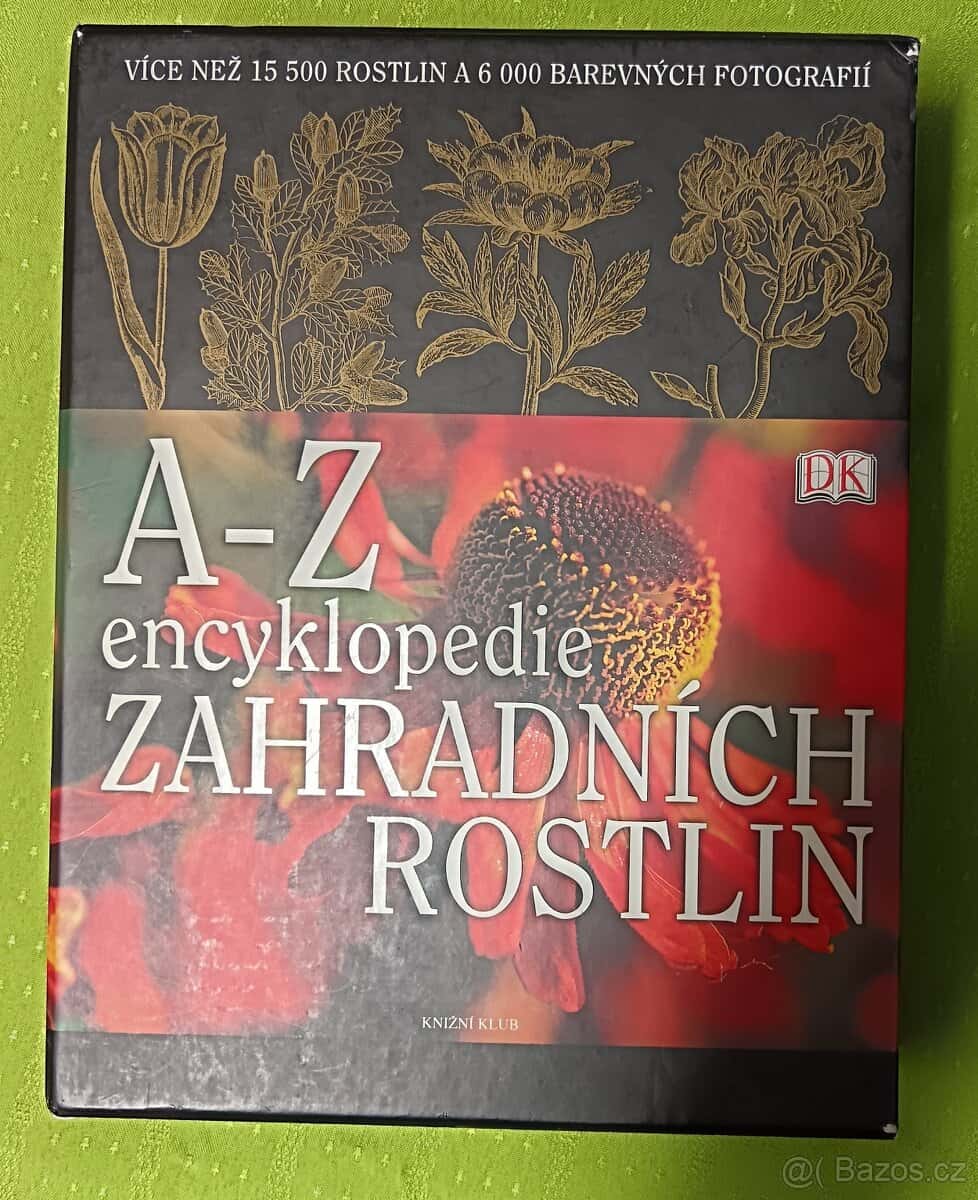 VÍCE NEŽ 15 500 ROSTLIN A 6 000 BAREVNÝCH FOTOGRAFIÍ
DK
A-Z
encyklopedie
ZAHRADNÍCH
ROSTLIN
KNIŽNÍ KLUB
@( Bazos.cz